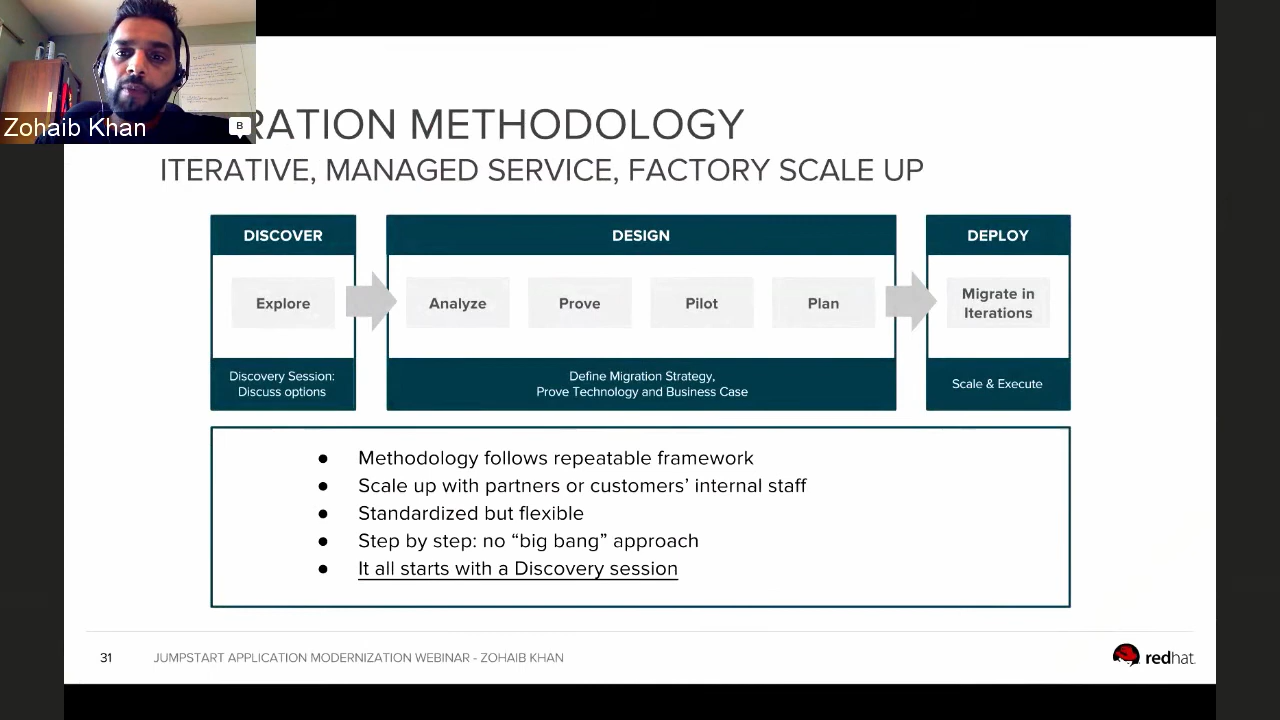 Zohaib Khan
B
RATION METHODOLOGY
ITERATIVE, MANAGED SERVICE, FACTORY SCALE UP
DISCOVER
Explore
Discovery Session:
Discuss options
DESIGN
Analyze
Prove
Pilot
Plan
Define Migration Strategy,
Prove Technology and Business Case
DEPLOY
Migrate in
Iterations
Scale & Execute
● Methodology follows repeatable framework
● Scale up with partners or customers’ internal staff
● Standardized but flexible
● Step by step: no “big bang” approach
● It all starts with a Discovery session
31 JUMPSTART APPLICATION MODERNIZATION WEBINAR - ZOHAIB KHAN
redhat.